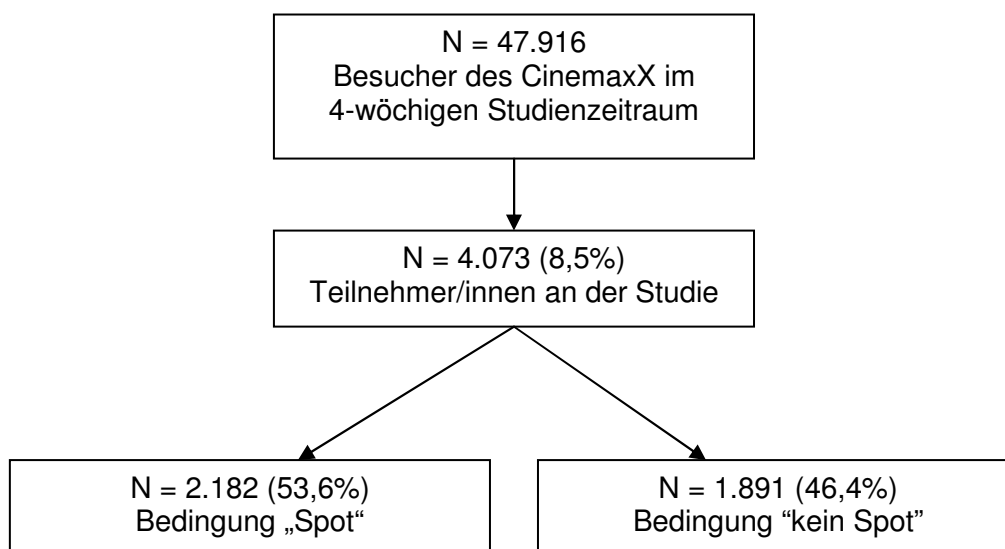 N = 47.916
Besucher des CinemaxX im
4-wöchigen Studienzeitraum
N = 4.073 (8,5%)
Teilnehmer/innen an der Studie
N = 2.182 (53,6%)
Bedingung „Spot“
N = 1.891 (46,4%)
Bedingung “kein Spot”